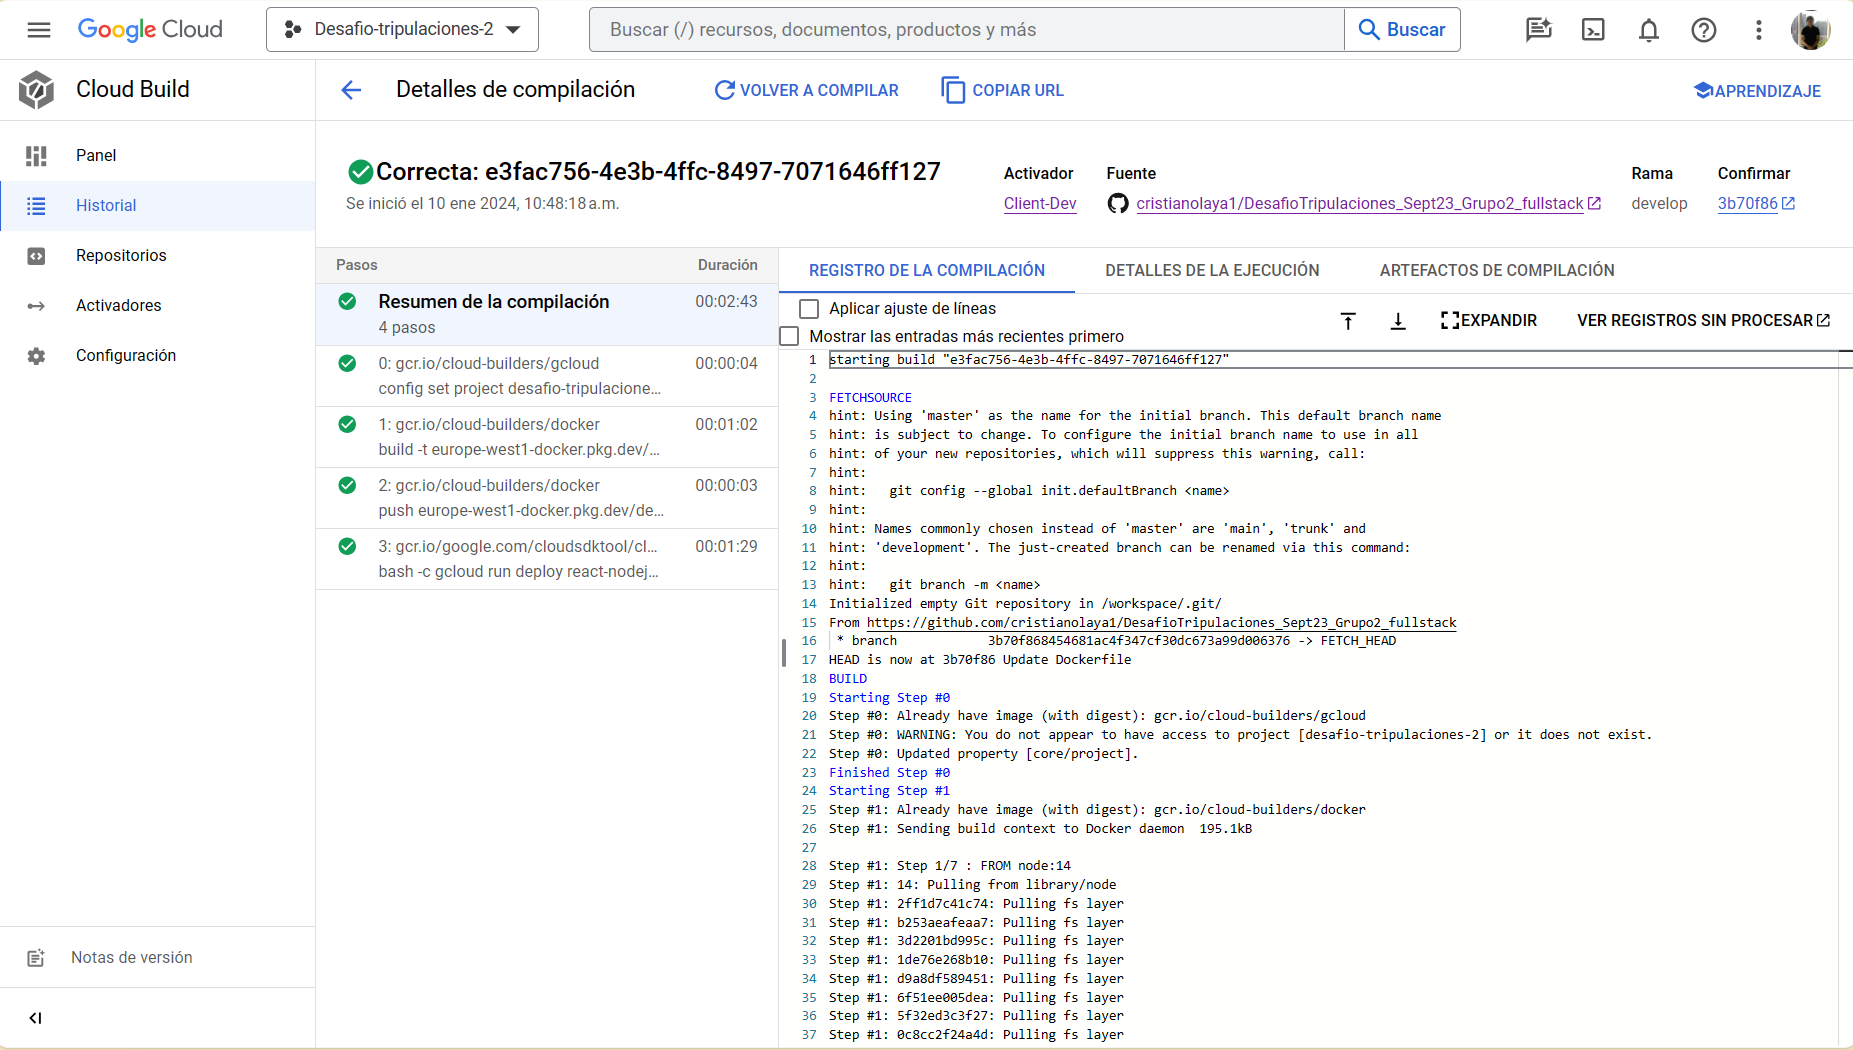 Google Cloud
Desafio-tripulaciones-2
Buscar (/) recursos, documentos, productos y más
Buscar
Cloud Build
Detalles de compilación
VOLVER A COMPILAR
COPIAR URL
APRENDIZAJE
Panel
Historial
Repositorios
Activadores
Configuración
Notas de versión
Correcta: e3fac756-4e3b-4ffc-8497-7071646ff127
Se inició el 10 ene 2024, 10:48:18 a.m.
Activador
Client-Dev
Fuente
cristianolaya1/DesafioTripulaciones_Sept23_Grupo2_fullstack
Rama
develop
Confirmar
3b70f86
Pasos Duración
Resumen de la compilación 00:02:43
4 pasos
0: gcr.io/cloud-builders/gcloud 00:00:04
config set project desafio-tripulacione...
1: gcr.io/cloud-builders/docker 00:01:02
build -t europe-west1-docker.pkg.dev/...
2: gcr.io/cloud-builders/docker 00:00:03
push europe-west1-docker.pkg.dev/de...
3: gcr.io/google.com/cloudsdktool/cl... 00:01:29
bash -c gcloud run deploy react-nodej...
REGISTRO DE LA COMPILACIÓN
DETALLES DE LA EJECUCIÓN
ARTEFACTOS DE COMPILACIÓN
Aplicar ajuste de líneas
Mostrar las entradas más recientes primero
EXPANDIR
VER REGISTROS SIN PROCESAR
1 starting build "e3fac756-4e3b-4ffc-8497-7071646ff127"
2
3 FETCHSOURCE
4 hint: Using 'master' as the name for the initial branch. This default branch name
5 hint: is subject to change. To configure the initial branch name to use in all
6 hint: of your new repositories, which will suppress this warning, call:
7 hint:
8 hint:   git config --global init.defaultBranch <name>
9 hint:
10 hint: Names commonly chosen instead of 'master' are 'main', 'trunk' and
11 hint: 'development'. The just-created branch can be renamed via this command:
12 hint:
13 hint:   git branch -m <name>
14 Initialized empty Git repository in /workspace/.git/
15 From https://github.com/cristianolaya1/DesafioTripulaciones_Sept23_Grupo2_fullstack
16  * branch            3b70f868454681ac4f347cf30dc673a99d006376 -> FETCH_HEAD
17 HEAD is now at 3b70f86 Update Dockerfile
18 BUILD
19 Starting Step #0
20 Step #0: Already have image (with digest): gcr.io/cloud-builders/gcloud
21 Step #0: WARNING: You do not appear to have access to project [desafio-tripulaciones-2] or it does not exist.
22 Step #0: Updated property [core/project].
23 Finished Step #0
24 Starting Step #1
25 Step #1: Already have image (with digest): gcr.io/cloud-builders/docker
26 Step #1: Sending build context to Docker daemon  195.1kB
27
28 Step #1: Step 1/7 : FROM node:14
29 Step #1: 14: Pulling from library/node
30 Step #1: 2ff1d7c41c74: Pulling fs layer
31 Step #1: b253aeafeaa7: Pulling fs layer
32 Step #1: 3d2201bd995c: Pulling fs layer
33 Step #1: 1de76e268b10: Pulling fs layer
34 Step #1: d9a8df589451: Pulling fs layer
35 Step #1: 6f51ee005dea: Pulling fs layer
36 Step #1: 5f32ed3c3f27: Pulling fs layer
37 Step #1: 0c8cc2f24a4d: Pulling fs layer